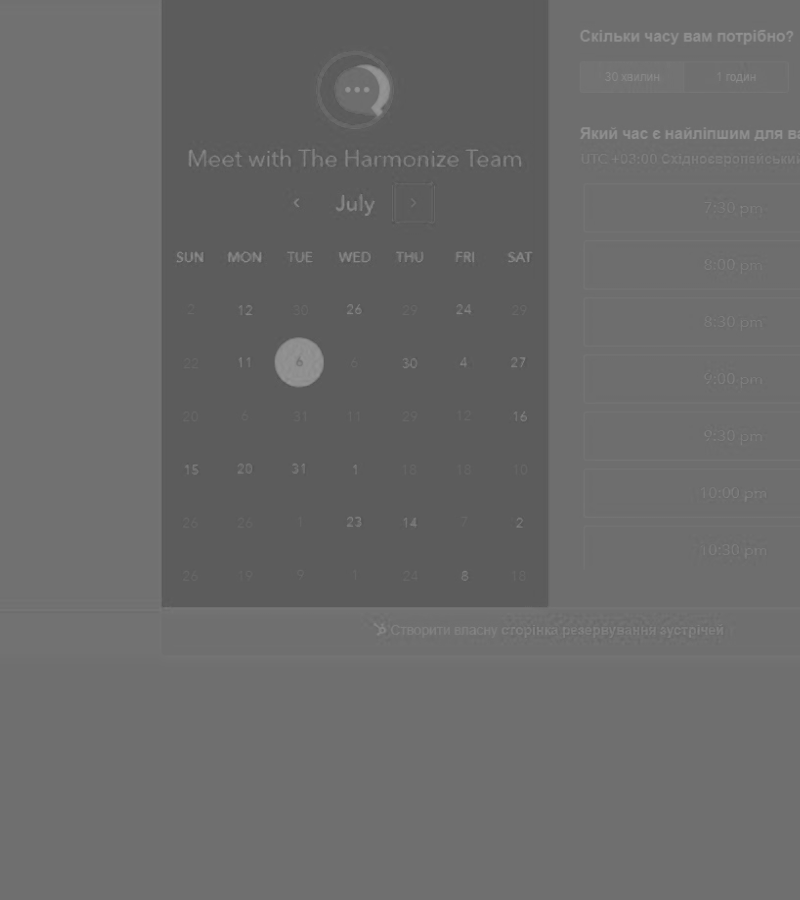 Meet with The Harmonize Team
July
SUN MON TUE WED THU FRI SAT
2 12 30 26 29 24 29
22 11 6 6 30 4 27
20 6 31 11 29 12 16
15 20 31 1 18 18 10
26 26 1 23 14 7 2
26 19 9 1 24 8 18
Скільки часу вам потрібно?
30 хвилин 1 годин
Який час є найліпшим для
UTC +03:00
7:30 pm
8:00 pm
8:30 pm
9:00 pm
9:30 pm
10:00 pm
10:30 pm
Створити власну сторінка резервування зустрічей